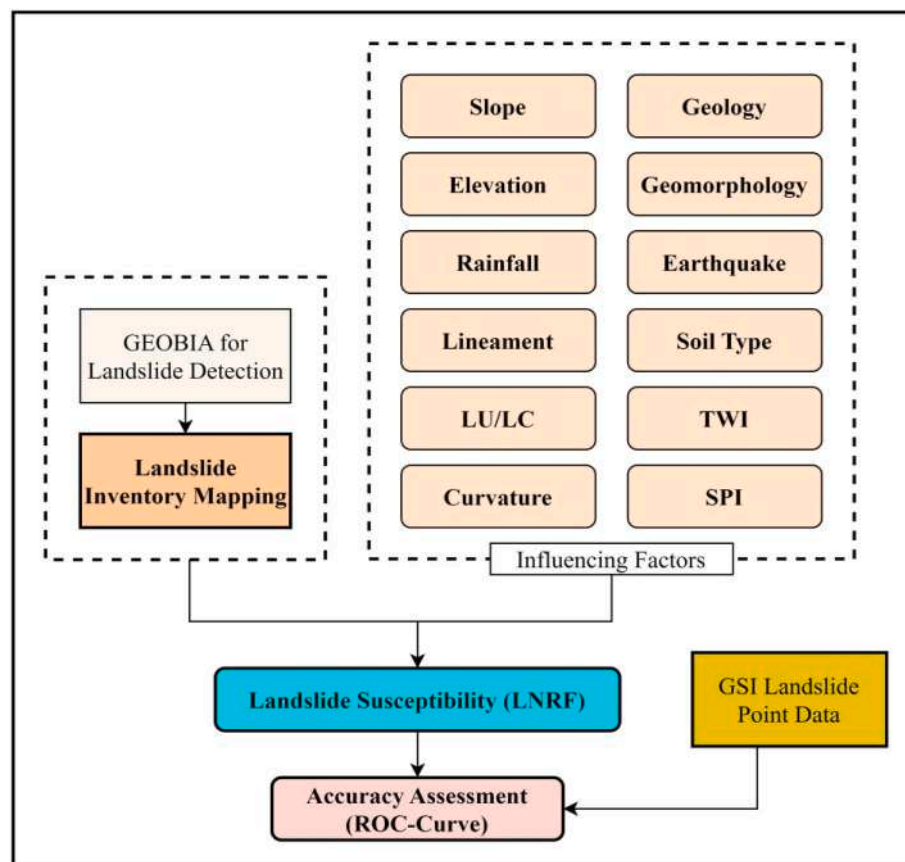 Slope
Geology
Elevation
Geomorphology
Rainfall
Earthquake
Lineament
Soil Type
LU/LC
TWI
Curvature
SPI
Influencing Factors
GEOBIA for
Landslide Detection
Landslide
Inventory Mapping
Landslide Susceptibility (LNRF)
GSI Landslide
Point Data
Accuracy Assessment
(ROC-Curve)